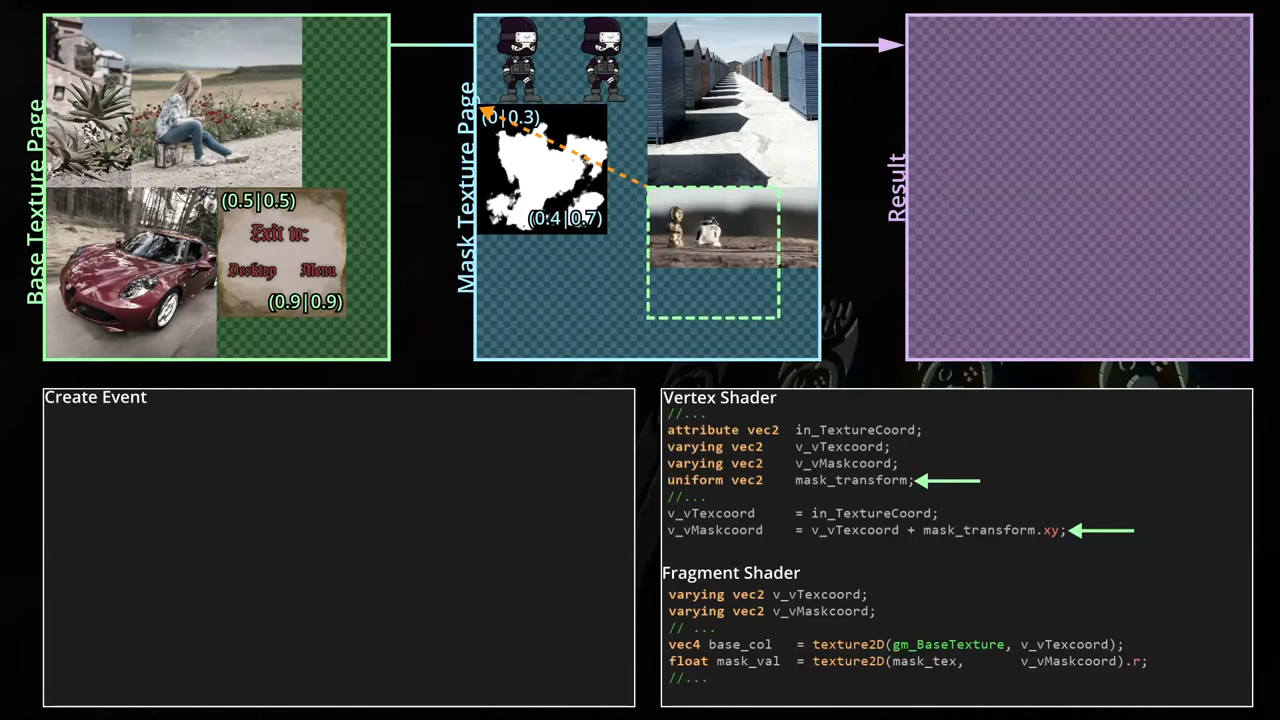 Base Texture Page
(0.5|0.5)
Exit to:
Desktop Menu
(0.9|0.9)
Mask Texture Page
(0|0.3)
(0.4|0.7)
Result
Create Event
Vertex Shader
//...
attribute vec2 in_TextureCoord;
varying vec2 v_vTexcoord;
varying vec2 v_vMaskcoord;
uniform vec2 mask_transform;
//...
v_vTexcoord = in_TextureCoord;
v_vMaskcoord = v_vTexcoord + mask_transform.xy;
Fragment Shader
varying vec2 v_vTexcoord;
varying vec2 v_vMaskcoord;
// ...
vec4 base_col = texture2D(gm_BaseTexture, v_vTexcoord);
float mask_val = texture2D(mask_tex, v_vMaskcoord).r;
//...